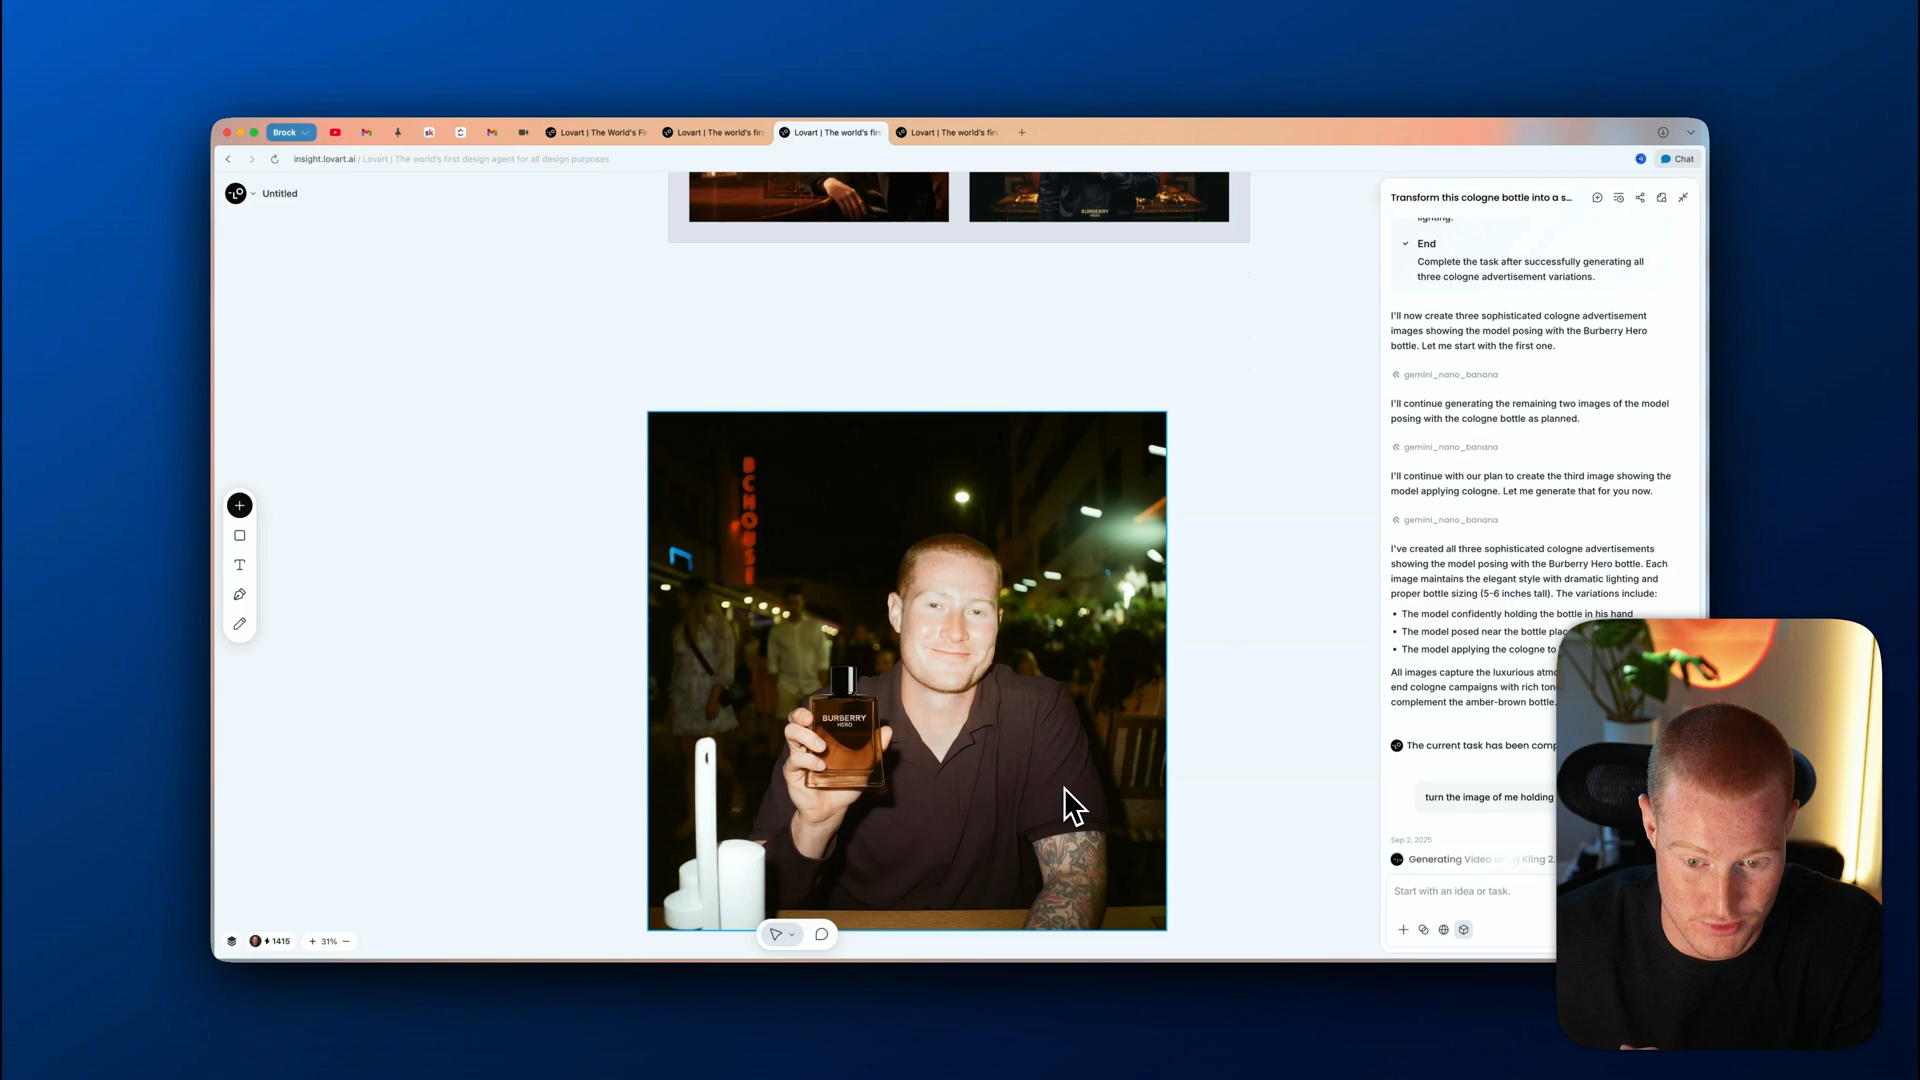 Brock
sk
Lovart | The World's Fi
Lovart | The world's firs
Lovart | The world's firs
Lovart | The world's firs
insight.lovart.ai / Lovart | The world's first design agent for all design purposes
Chat
Untitled
BURBERRY
HERO
BURBERRY
HERO
T
1415
31%
Transform this cologne bottle into a s...
lighting.
End
Complete the task after successfully generating all
three cologne advertisement variations.
I'll now create three sophisticated cologne advertisement
images showing the model posing with the Burberry Hero
bottle. Let me start with the first one.
gemini_nano_banana
I'll continue generating the remaining two images of the model
posing with the cologne bottle as planned.
gemini_nano_banana
I'll continue with our plan to create the third image showing the
model applying cologne. Let me generate that for you now.
gemini_nano_banana
I've created all three sophisticated cologne advertisements
showing the model posing with the Burberry Hero bottle. Each
image maintains the elegant style with dramatic lighting and
proper bottle sizing (5-6 inches tall). The variations include:
• The model confidently holding the bottle in his hand
• The model posed near the bottle plac
• The model applying the cologne to
All images capture the luxurious atmo
end cologne campaigns with rich ton
complement the amber-brown bottle.
The current task has been comp
turn the image of me holding
Sep 2, 2025
Generating Video using Kling 2.
Start with an idea or task.